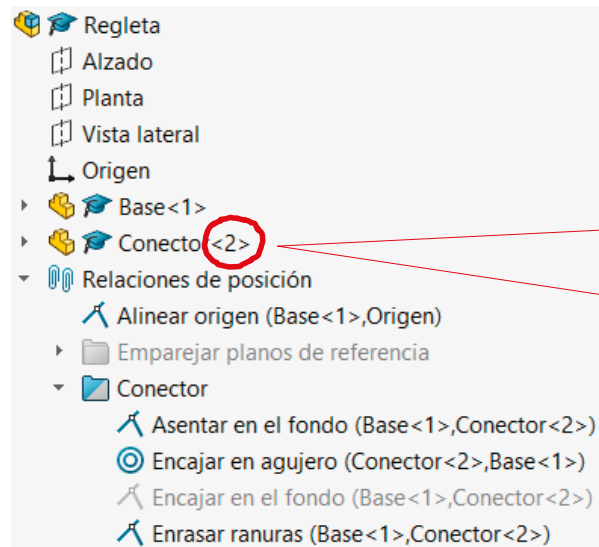 Regleta
Alzado
Planta
Vista lateral
Origen
Base<1>
Conector<2>
Relaciones de posición
Alinear origen (Base<1>,Origen)
Emparejar planos de referencia
Conector
Asentar en el fondo (Base<1>,Conector<2>)
Encajar en agujero (Conector<2>,Base<1>)
Encajar en el fondo (Base<1>,Conector<2>)
Enrasar ranuras (Base<1>,Conector<2>)